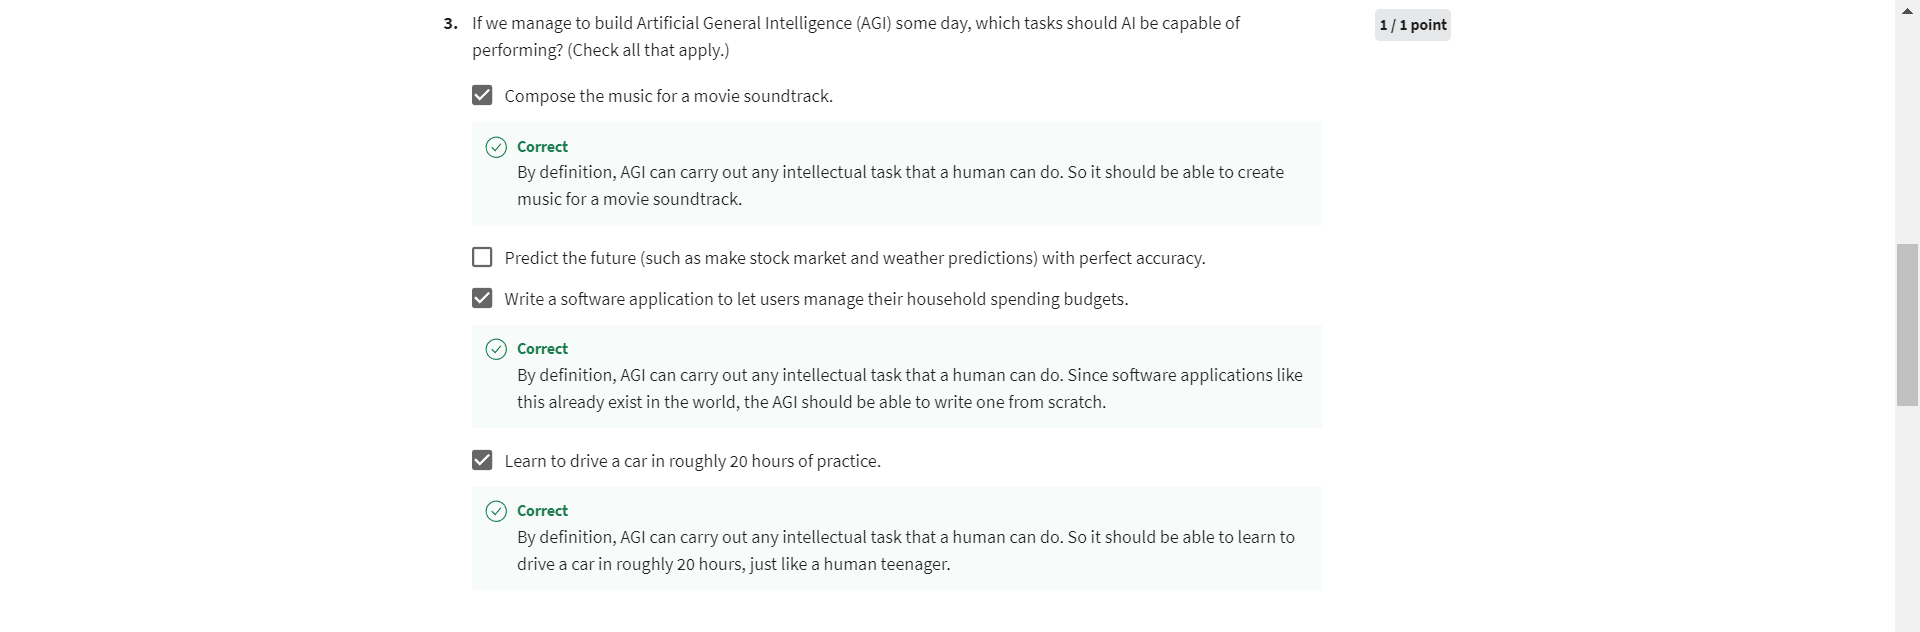 3. If we manage to build Artificial General Intelligence (AGI) some day, which tasks should AI be capable of
performing? (Check all that apply.)
1 / 1 point
Compose the music for a movie soundtrack.
Correct
By definition, AGI can carry out any intellectual task that a human can do. So it should be able to create
music for a movie soundtrack.
Predict the future (such as make stock market and weather predictions) with perfect accuracy.
Write a software application to let users manage their household spending budgets.
Correct
By definition, AGI can carry out any intellectual task that a human can do. Since software applications like
this already exist in the world, the AGI should be able to write one from scratch.
Learn to drive a car in roughly 20 hours of practice.
Correct
By definition, AGI can carry out any intellectual task that a human can do. So it should be able to learn to
drive a car in roughly 20 hours, just like a human teenager.